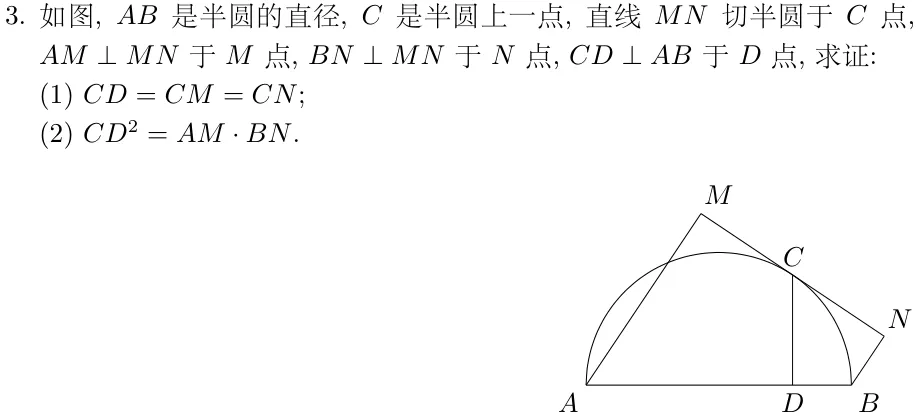 3. 如图, AB 是半圆的直径, C 是半圆上一点, 直线 MN 切半圆于 C 点,
AM ⊥ MN 于 M 点, BN ⊥ MN 于 N 点, CD ⊥ AB 于 D 点, 求证:
(1) CD = CM = CN;
(2) CD² = AM · BN.
M
C
N
A
D
B